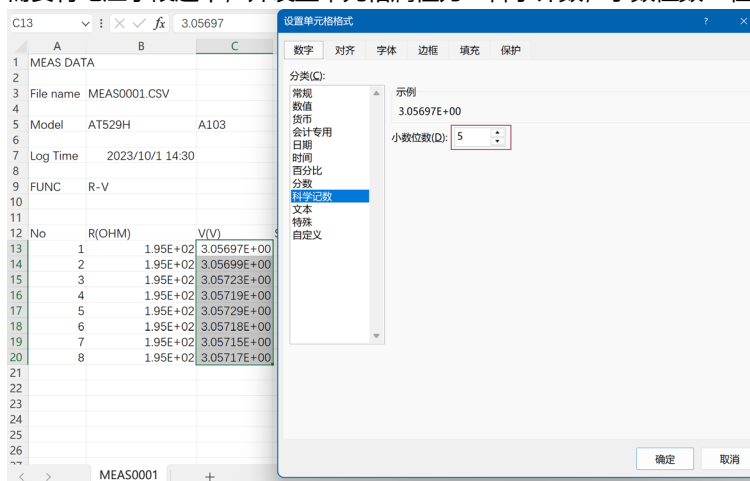 C13 fx 3.05697
A B C
1 MEAS DATA
2
3 File name MEAS0001.CSV
4
5 Model AT529H A103
6
7 Log Time 2023/10/1 14:30
8
9 FUNC R-V
10
11
12 No R(OHM) V(V)
13 1 1.95E+02 3.05697E+00
14 2 1.95E+02 3.05699E+00
15 3 1.95E+02 3.05723E+00
16 4 1.95E+02 3.05719E+00
17 5 1.95E+02 3.05729E+00
18 6 1.95E+02 3.05718E+00
19 7 1.95E+02 3.05715E+00
20 8 1.95E+02 3.05717E+00
21
22
23
24
25
26
MEAS0001 +
设置单元格格式 ? ×
数字 对齐 字体 边框 填充 保护
分类(C):
常规
数值
货币
会计专用
日期
时间
百分比
分数
科学记数
文本
特殊
自定义
示例
3.05697E+00
小数位数(D): 5
确定 取消